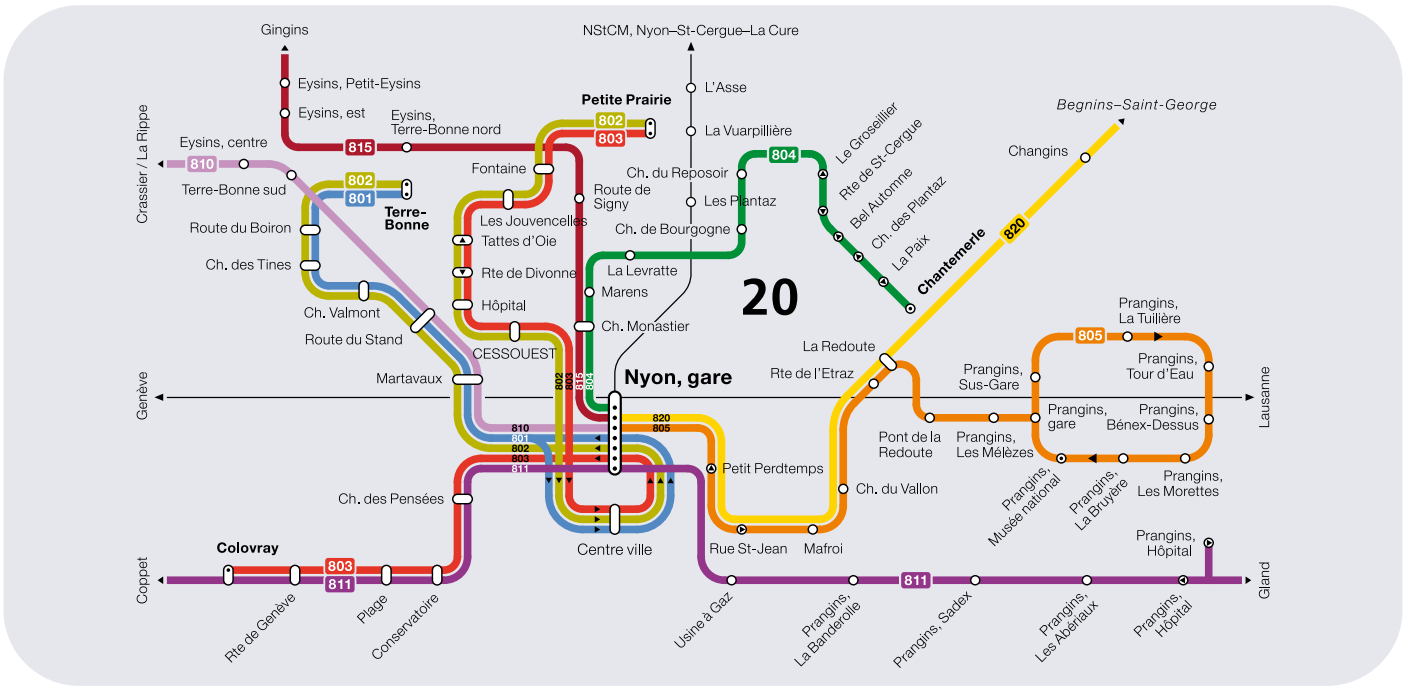 Gingins
NStCM, Nyon–St-Cergue–La Cure
Eysins, Petit-Eysins
Eysins, est
Eysins,
Terre-Bonne nord
815
Eysins, centre
810
Terre-Bonne sud
Crassier / La Rippe
802
801
Terre-
Bonne
Route du Boiron
Ch. des Tines
Ch. Valmont
Route du Stand
Martavaux
Petite Prairie
802
803
Fontaine
Les Jouvencelles
Tattes d'Oie
Rte de Divonne
Hôpital
CESSOUEST
Route de
Signy
L'Asse
La Vuarpillière
Les Plantaz
Ch. du Reposoir
Ch. de Bourgogne
La Levratte
Marens
Ch. Monastier
804
Le Groseillier
Rte de St-Cergue
Bel Automne
Ch. des Plantaz
La Paix
Chantemerle
20
Begnins–Saint-George
Changins
820
La Redoute
Rte de l'Etraz
Pont de la
Redoute
Prangins,
Les Mélèzes
Prangins,
Sus-Gare
Prangins,
gare
805
Prangins,
La Tuilière
Prangins,
Tour d'Eau
Prangins,
Bénex-Dessus
Prangins,
Les Morettes
Prangins,
La Bruyère
Prangins,
Musée national
Genève
Lausanne
Nyon, gare
802
803
815
804
810
801
802
803
811
820
805
Petit Perdtemps
Ch. du Vallon
Rue St-Jean
Mafroi
Centre ville
Ch. des Pensées
Colovray
803
811
Coppet
Rte de Genève
Plage
Conservatoire
Usine à Gaz
Prangins,
La Banderolle
811
Prangins, Sadex
Prangins,
Les Abériaux
Prangins,
Hôpital
Prangins,
Hôpital
Gland